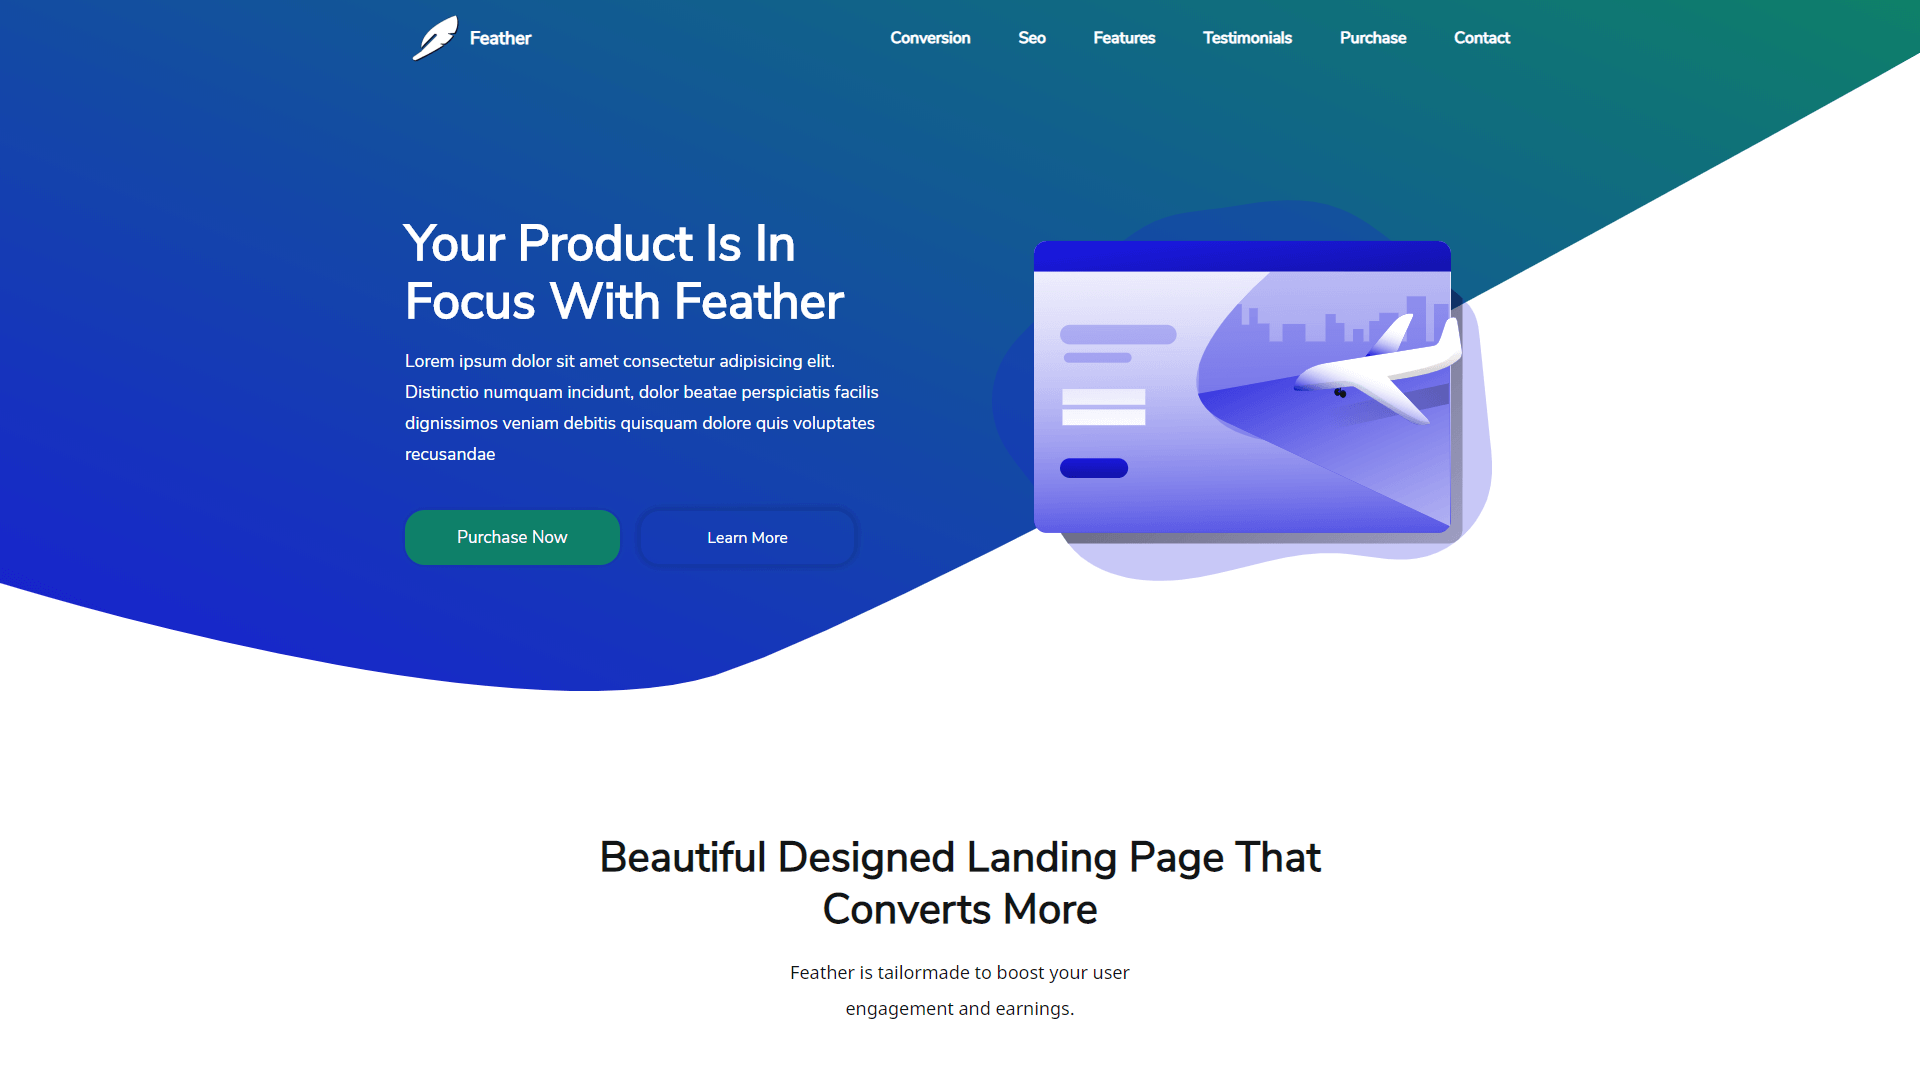 Feather
Conversion
Seo
Features
Testimonials
Purchase
Contact
Your Product Is In
Focus With Feather
Lorem ipsum dolor sit amet consectetur adipisicing elit.
Distinctio numquam incidunt, dolor beatae perspiciatis facilis
dignissimos veniam debitis quisquam dolore quis voluptates
recusandae
Purchase Now
Learn More
Beautiful Designed Landing Page That
Converts More
Feather is tailormade to boost your user
engagement and earnings.